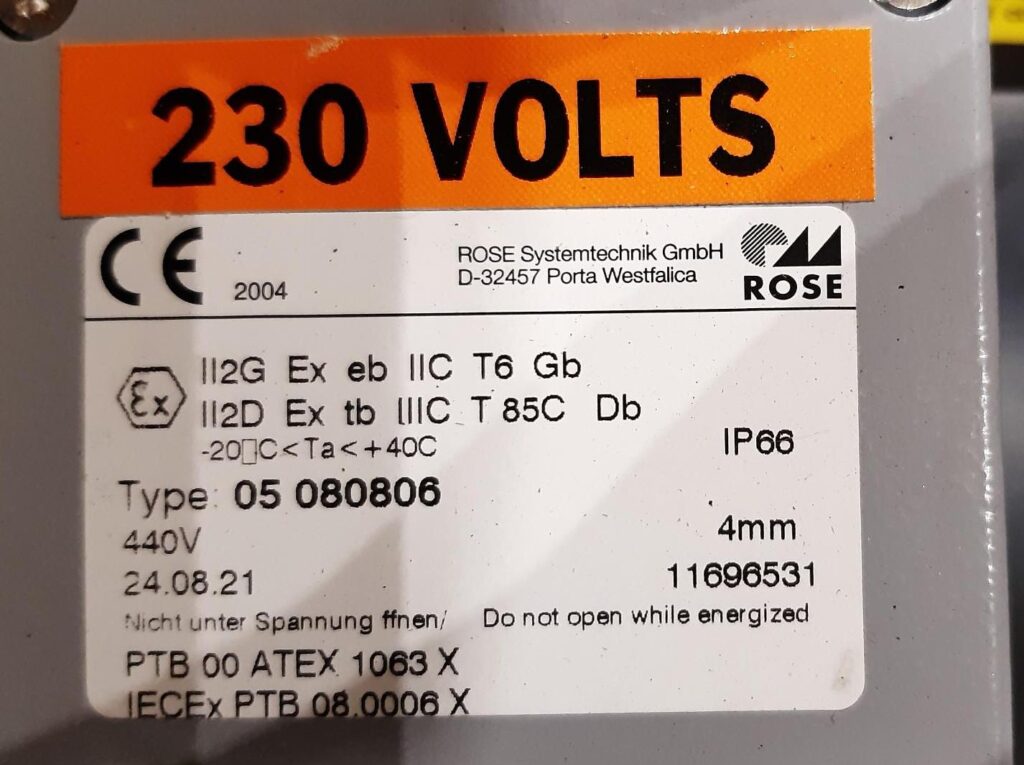 230 VOLTS
CE 2004
ROSE Systemtechnik GmbH
D-32457 Porta Westfalica
ROSE
Ex
II2G Ex eb IIC T6 Gb
II2D Ex tb IIIC T 85C Db
-20▯C<Ta<+40C
IP66
Type: 05 080806
440V
4mm
24.08.21
11696531
Nicht unter Spannung ffnen/ Do not open while energized
PTB 00 ATEX 1063 X
IECEx PTB 08.0006 X